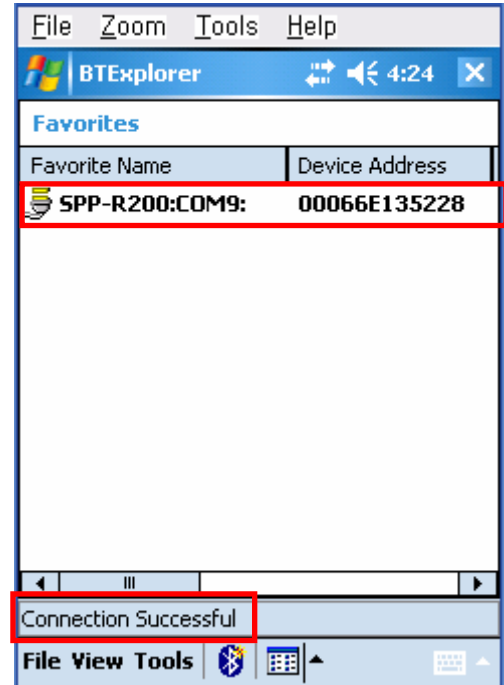 File Zoom Tools Help
BTExplorer 4:24
Favorites
Favorite Name Device Address
SPP-R200:COM9: 00066E135228
Connection Successful
File View Tools